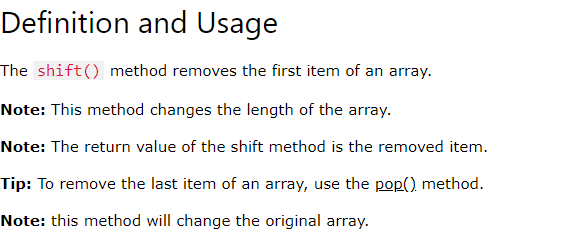 Definition and Usage
The shift() method removes the first item of an array.
Note: This method changes the length of the array.
Note: The return value of the shift method is the removed item.
Tip: To remove the last item of an array, use the pop() method.
Note: this method will change the original array.